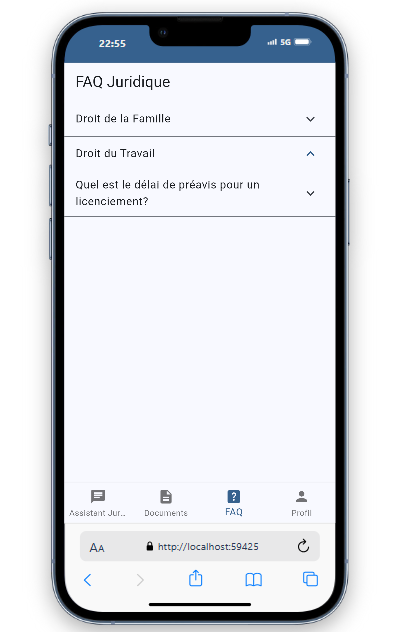 22:55
5G
FAQ Juridique
Droit de la Famille
Droit du Travail
Quel est le délai de préavis pour un
licenciement?
Assistant Jur...
Documents
FAQ
Profil
AA
http://localhost:59425